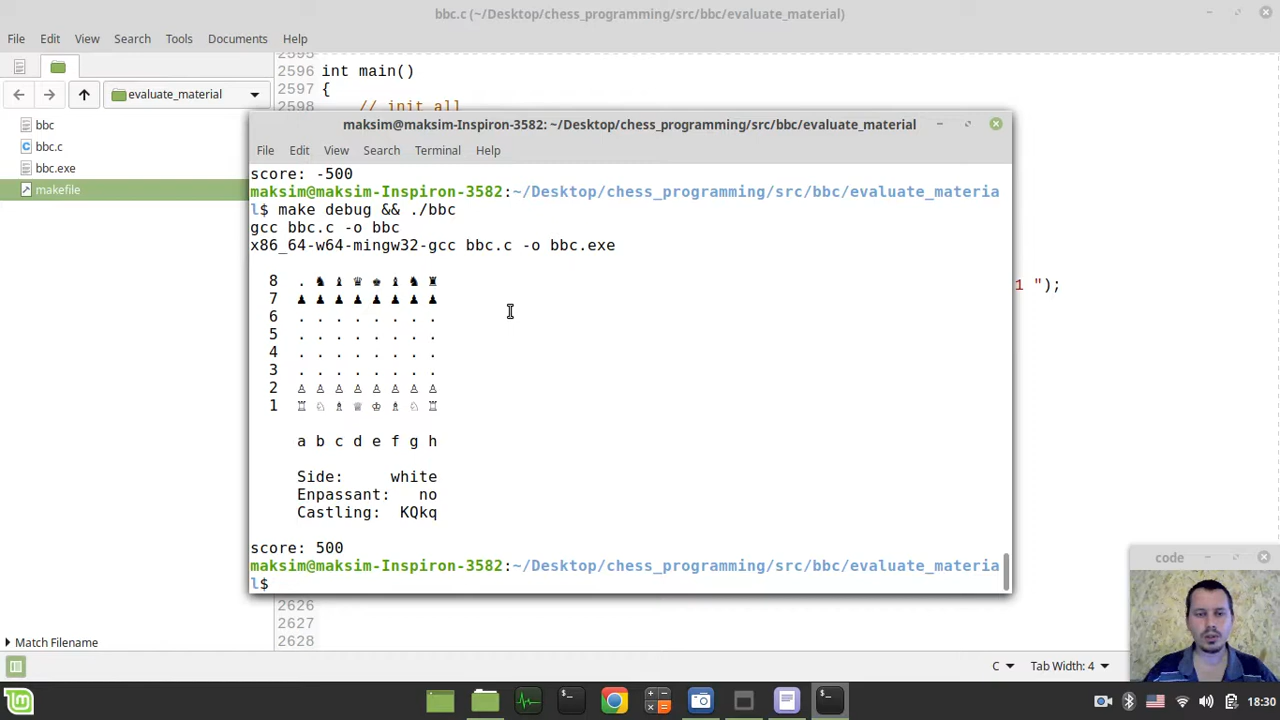 bbc.c (~/Desktop/chess_programming/src/bbc/evaluate_material)
File Edit View Search Tools Documents Help
evaluate_material
bbc
bbc.c
bbc.exe
makefile
Match Filename
2595
2596 int main()
2597 {
2598 // init all
1 ");
2626
2627
2628
maksim@maksim-Inspiron-3582: ~/Desktop/chess_programming/src/bbc/evaluate_material
File Edit View Search Terminal Help
score: -500
maksim@maksim-Inspiron-3582:~/Desktop/chess_programming/src/bbc/evaluate_materia
l$ make debug && ./bbc
gcc bbc.c -o bbc
x86_64-w64-mingw32-gcc bbc.c -o bbc.exe
8 . ♞ ♝ ♛ ♚ ♝ ♞ ♜
7 ♟ ♟ ♟ ♟ ♟ ♟ ♟ ♟
6 . . . . . . . .
5 . . . . . . . .
4 . . . . . . . .
3 . . . . . . . .
2 ♙ ♙ ♙ ♙ ♙ ♙ ♙ ♙
1 ♖ ♘ ♗ ♕ ♔ ♗ ♘ ♖
a b c d e f g h
Side: white
Enpassant: no
Castling: KQkq
score: 500
maksim@maksim-Inspiron-3582:~/Desktop/chess_programming/src/bbc/evaluate_materia
l$
code
C Tab Width: 4
18:30